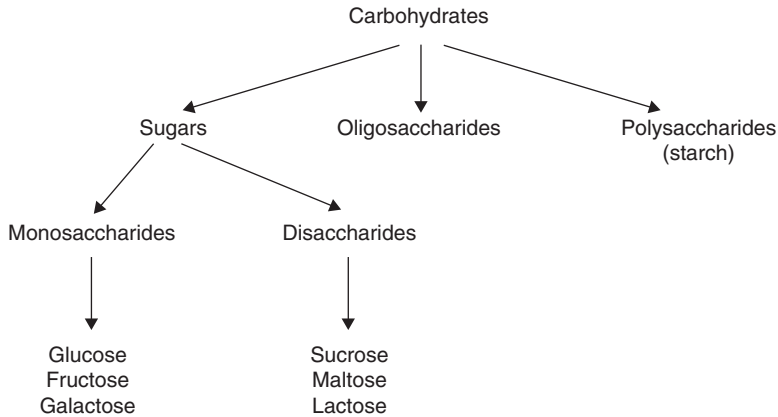 Carbohydrates
Sugars
Oligosaccharides
Polysaccharides
(starch)
Monosaccharides
Disaccharides
Glucose
Fructose
Galactose
Sucrose
Maltose
Lactose